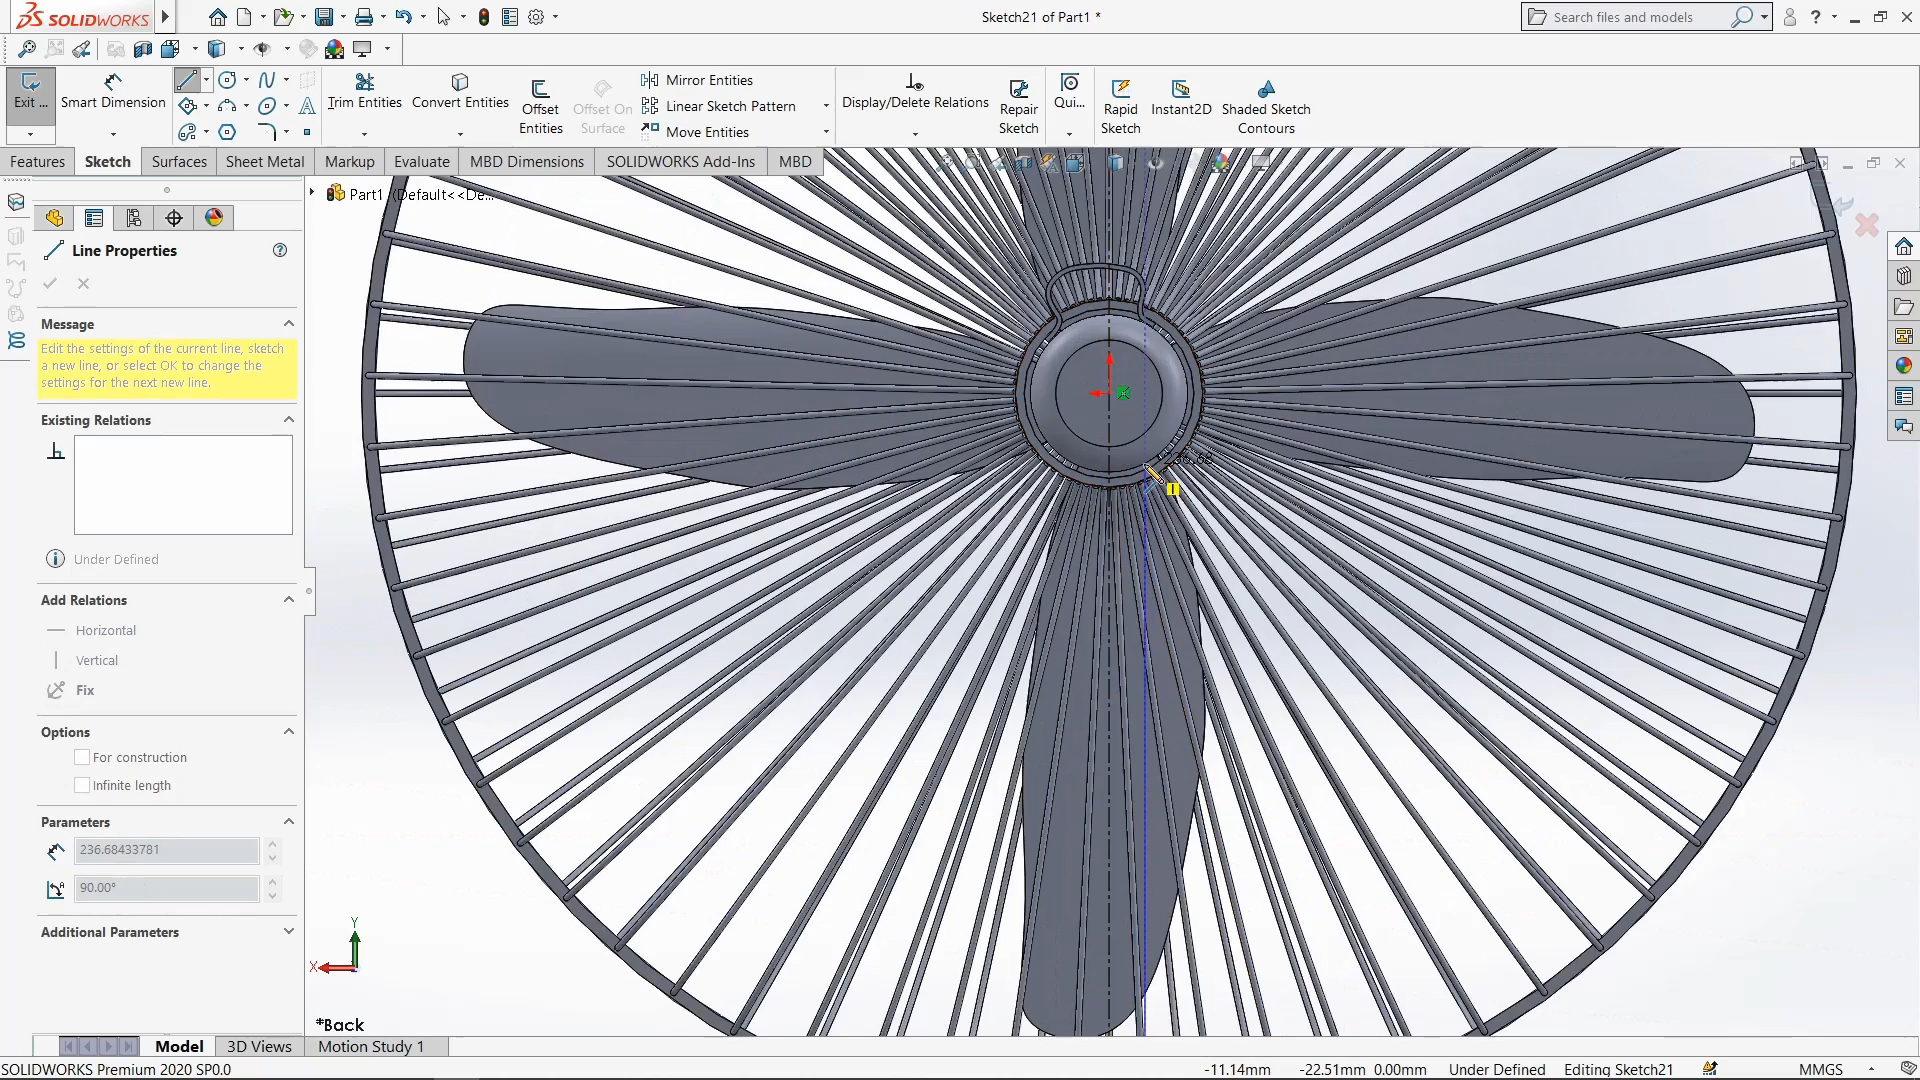 SOLIDWORKS
Sketch21 of Part1 *
Search files and models
?
Exit ...
Smart Dimension
Trim Entities
Convert Entities
Offset
Entities
Offset On
Surface
Mirror Entities
Linear Sketch Pattern
Move Entities
Display/Delete Relations
Repair
Sketch
Qui...
Rapid
Sketch
Instant2D
Shaded Sketch
Contours
Features
Sketch
Surfaces
Sheet Metal
Markup
Evaluate
MBD Dimensions
SOLIDWORKS Add-Ins
MBD
Part1 (Default<<De...
Line Properties
?
Message
Edit the settings of the current line, sketch
a new line, or select OK to change the
settings for the next new line.
Existing Relations
Under Defined
Add Relations
Horizontal
Vertical
Fix
Options
For construction
Infinite length
Parameters
236.68433781
90.00°
Additional Parameters
Y
X
*Back
Model
3D Views
Motion Study 1
SOLIDWORKS Premium 2020 SP0.0
-11.14mm
-22.51mm
0.00mm
Under Defined
Editing Sketch21
MMGS